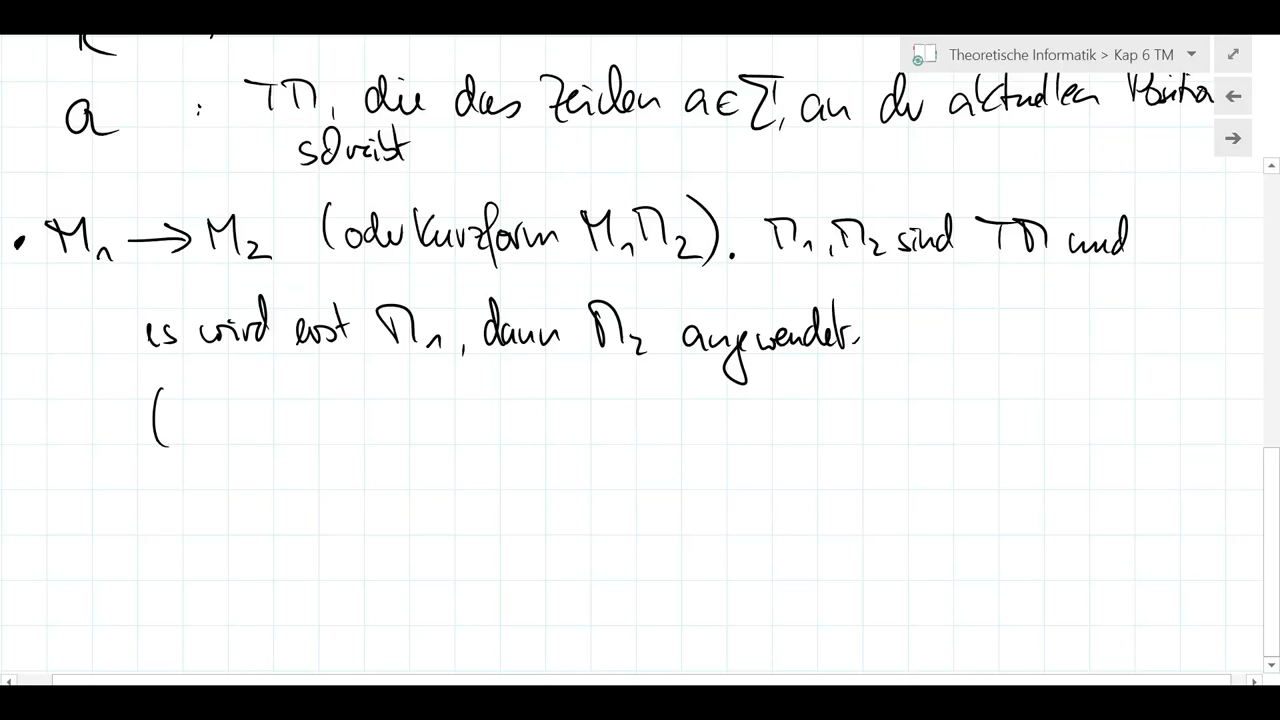 Theoretische Informatik > Kap 6 TM
a : TM, die das Zeichen a ∈ Σ, an der aktuellen Positio
schreibt
• M₁ → M₂ (oder Kurzform M₁M₂). M₁, M₂ sind TM und
es wird erst M₁, dann M₂ angewendet.
(